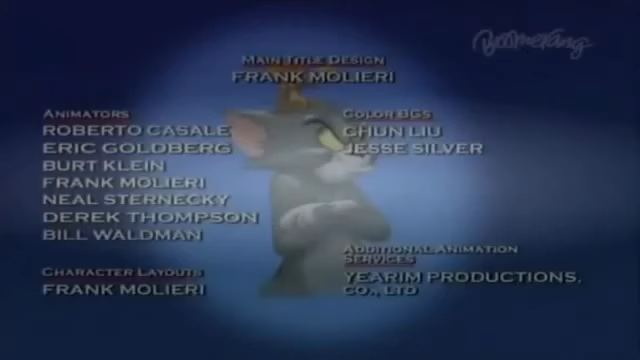 Boomerang
MAIN TITLE DESIGN
FRANK MOLIERI
ANIMATORS
ROBERTO CASALE
ERIC GOLDBERG
BURT KLEIN
FRANK MOLIERI
NEAL STERNECKY
DEREK THOMPSON
BILL WALDMAN
CHARACTER LAYOUTS
FRANK MOLIERI
COLOR BGS
CHUN LIU
JESSE SILVER
ADDITIONAL ANIMATION
SERVICES
YEARIM PRODUCTIONS,
CO., LTD